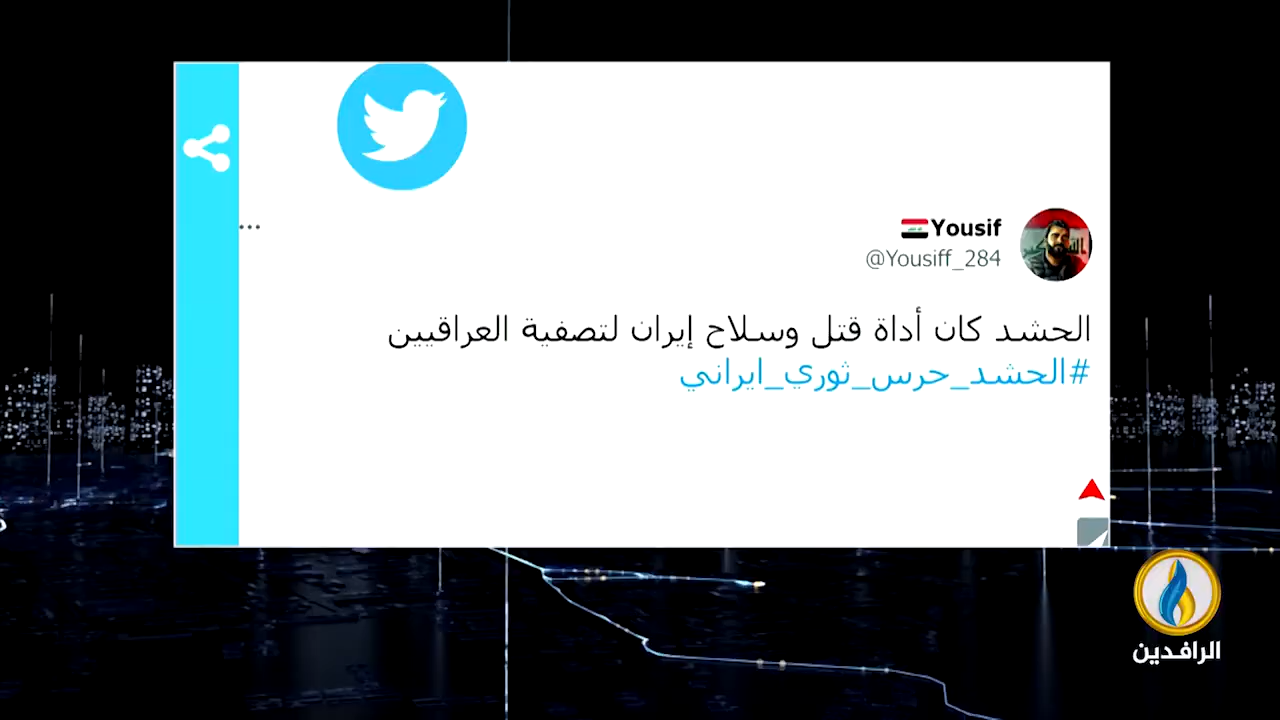 Yousif
@Yousiff_284
الحشد كان أداة قتل وسلاح إيران لتصفية العراقيين
#الحشد_حرس_ثوري_ايراني
الرافدين